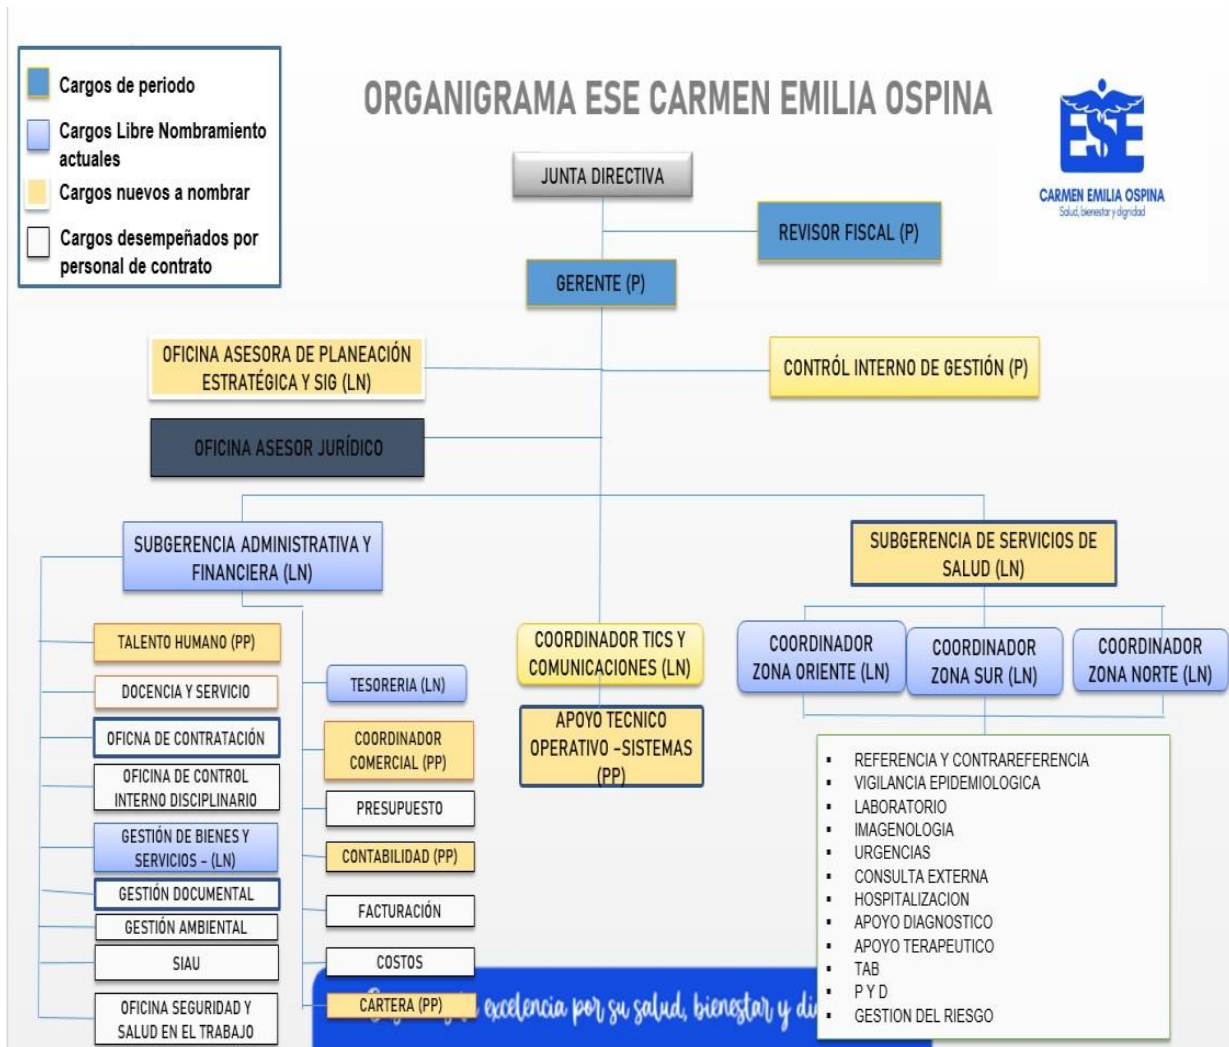 Cargos de periodo
Cargos Libre Nombramiento
actuales
Cargos nuevos a nombrar
Cargos desempeñados por
personal de contrato
ORGANIGRAMA ESE CARMEN EMILIA OSPINA
ESE
CARMEN EMILIA OSPINA
Salud, bienestar y dignidad
JUNTA DIRECTIVA
REVISOR FISCAL (P)
GERENTE (P)
OFICINA ASESORA DE PLANEACIÓN
ESTRATÉGICA Y SIG (LN)
CONTRÓL INTERNO DE GESTIÓN (P)
OFICINA ASESOR JURÍDICO
SUBGERENCIA ADMINISTRATIVA Y
FINANCIERA (LN)
SUBGERENCIA DE SERVICIOS DE
SALUD (LN)
TALENTO HUMANO (PP)
DOCENCIA Y SERVICIO
OFICNA DE CONTRATACIÓN
OFICINA DE CONTROL
INTERNO DISCIPLINARIO
GESTIÓN DE BIENES Y
SERVICIOS - (LN)
GESTIÓN DOCUMENTAL
GESTIÓN AMBIENTAL
SIAU
OFICINA SEGURIDAD Y
SALUD EN EL TRABAJO
TESORERIA (LN)
COORDINADOR
COMERCIAL (PP)
PRESUPUESTO
CONTABILIDAD (PP)
FACTURACIÓN
COSTOS
CARTERA (PP)
COORDINADOR TICS Y
COMUNICACIONES (LN)
APOYO TECNICO
OPERATIVO -SISTEMAS
(PP)
COORDINADOR
ZONA ORIENTE (LN)
COORDINADOR
ZONA SUR (LN)
COORDINADOR
ZONA NORTE (LN)
▪ REFERENCIA Y CONTRAREFERENCIA
▪ VIGILANCIA EPIDEMIOLOGICA
▪ LABORATORIO
▪ IMAGENOLOGIA
▪ URGENCIAS
▪ CONSULTA EXTERNA
▪ HOSPITALIZACION
▪ APOYO DIAGNOSTICO
▪ APOYO TERAPEUTICO
▪ TAB
▪ P Y D
▪ GESTION DEL RIESGO
excelencia por su salud, bienestar y